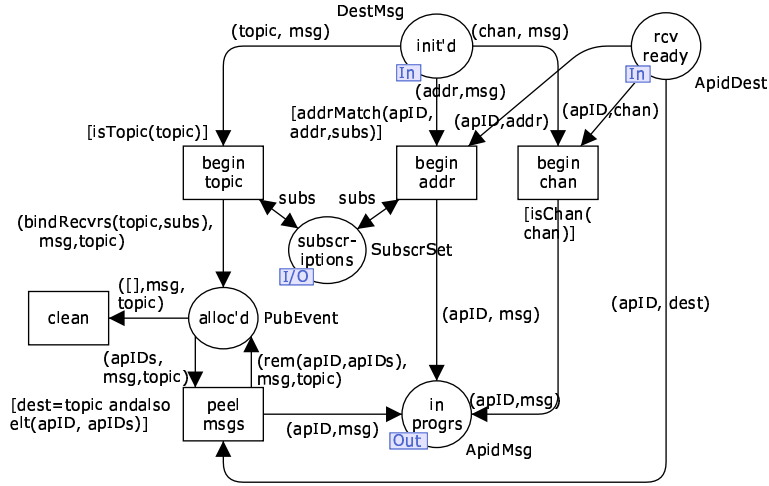 DestMsg
(topic, msg)
init'd
(chan, msg)
rcv
ready
In
In
ApidDest
(addr,msg)
[addrMatch(apID,
addr,subs)]
(apID,addr)
(apID,chan)
[isTopic(topic)]
begin
topic
begin
addr
begin
chan
subs
subs
[isChan(
chan)]
(bindRecvrs(topic,subs),
msg,topic)
subscr-
iptions
SubscrSet
I/O
([],msg,
topic)
clean
alloc'd
PubEvent
(apID, msg)
(apID, dest)
(apIDs,
msg,topic)
(rem(apID,apIDs),
msg,topic)
[dest=topic andalso
elt(apID, apIDs)]
peel
msgs
(apID,msg)
in
progrs
(apID,msg)
Out
ApidMsg